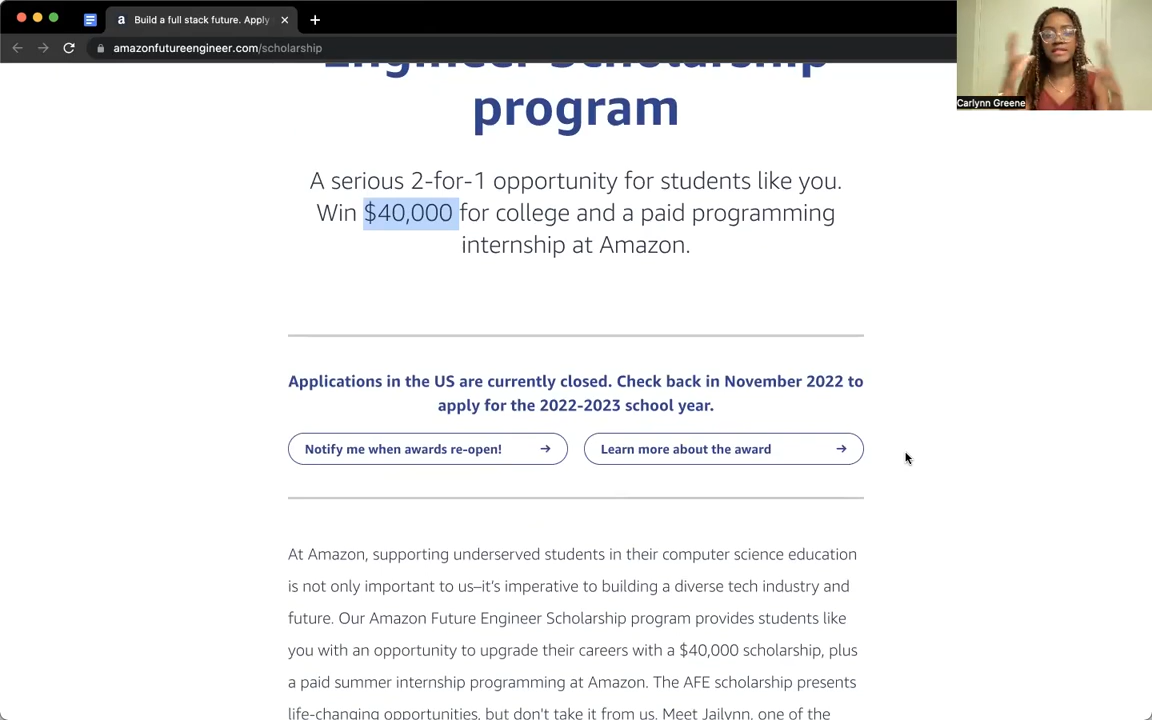 Build a full stack future. Apply
amazonfutureengineer.com/scholarship
Carlynn Greene
Engineer Scholarship
program
A serious 2-for-1 opportunity for students like you.
Win $40,000 for college and a paid programming
internship at Amazon.
Applications in the US are currently closed. Check back in November 2022 to
apply for the 2022-2023 school year.
Notify me when awards re-open!
Learn more about the award
At Amazon, supporting underserved students in their computer science education
is not only important to us–it's imperative to building a diverse tech industry and
future. Our Amazon Future Engineer Scholarship program provides students like
you with an opportunity to upgrade their careers with a $40,000 scholarship, plus
a paid summer internship programming at Amazon. The AFE scholarship presents
life-changing opportunities, but don't take it from us. Meet Jailynn, one of the